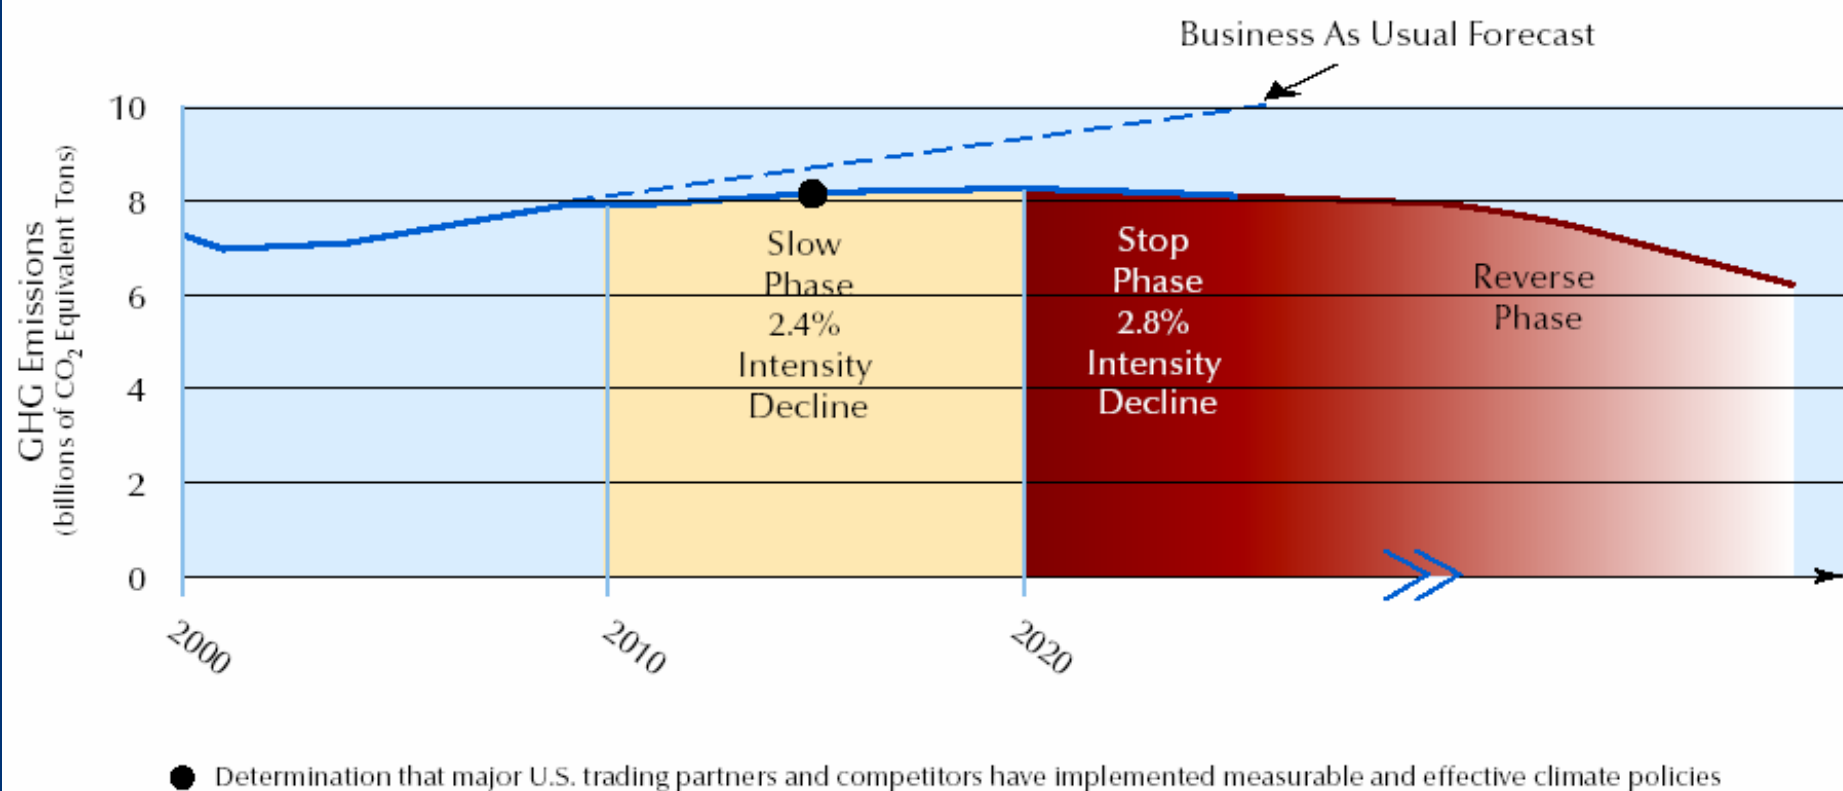 Business As Usual Forecast
10
8
6
4
2
0
GHG Emissions
(billions of CO₂ Equivalent Tons)
Slow
Phase
2.4%
Intensity
Decline
Stop
Phase
2.8%
Intensity
Decline
Reverse
Phase
2000
2010
2020
Determination that major U.S. trading partners and competitors have implemented measurable and effective climate policies